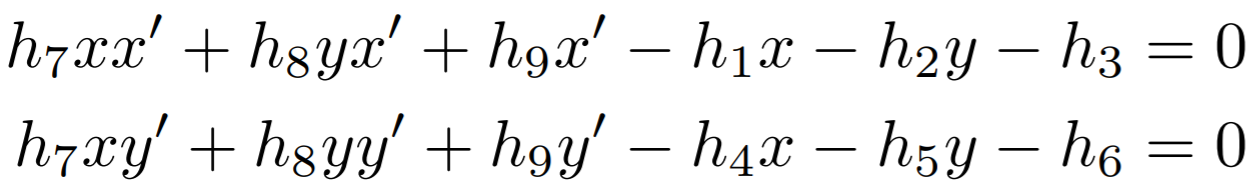 h₇xx′ + h₈yx′ + h₉x′ − h₁x − h₂y − h₃ = 0
h₇xy′ + h₈yy′ + h₉y′ − h₄x − h₅y − h₆ = 0